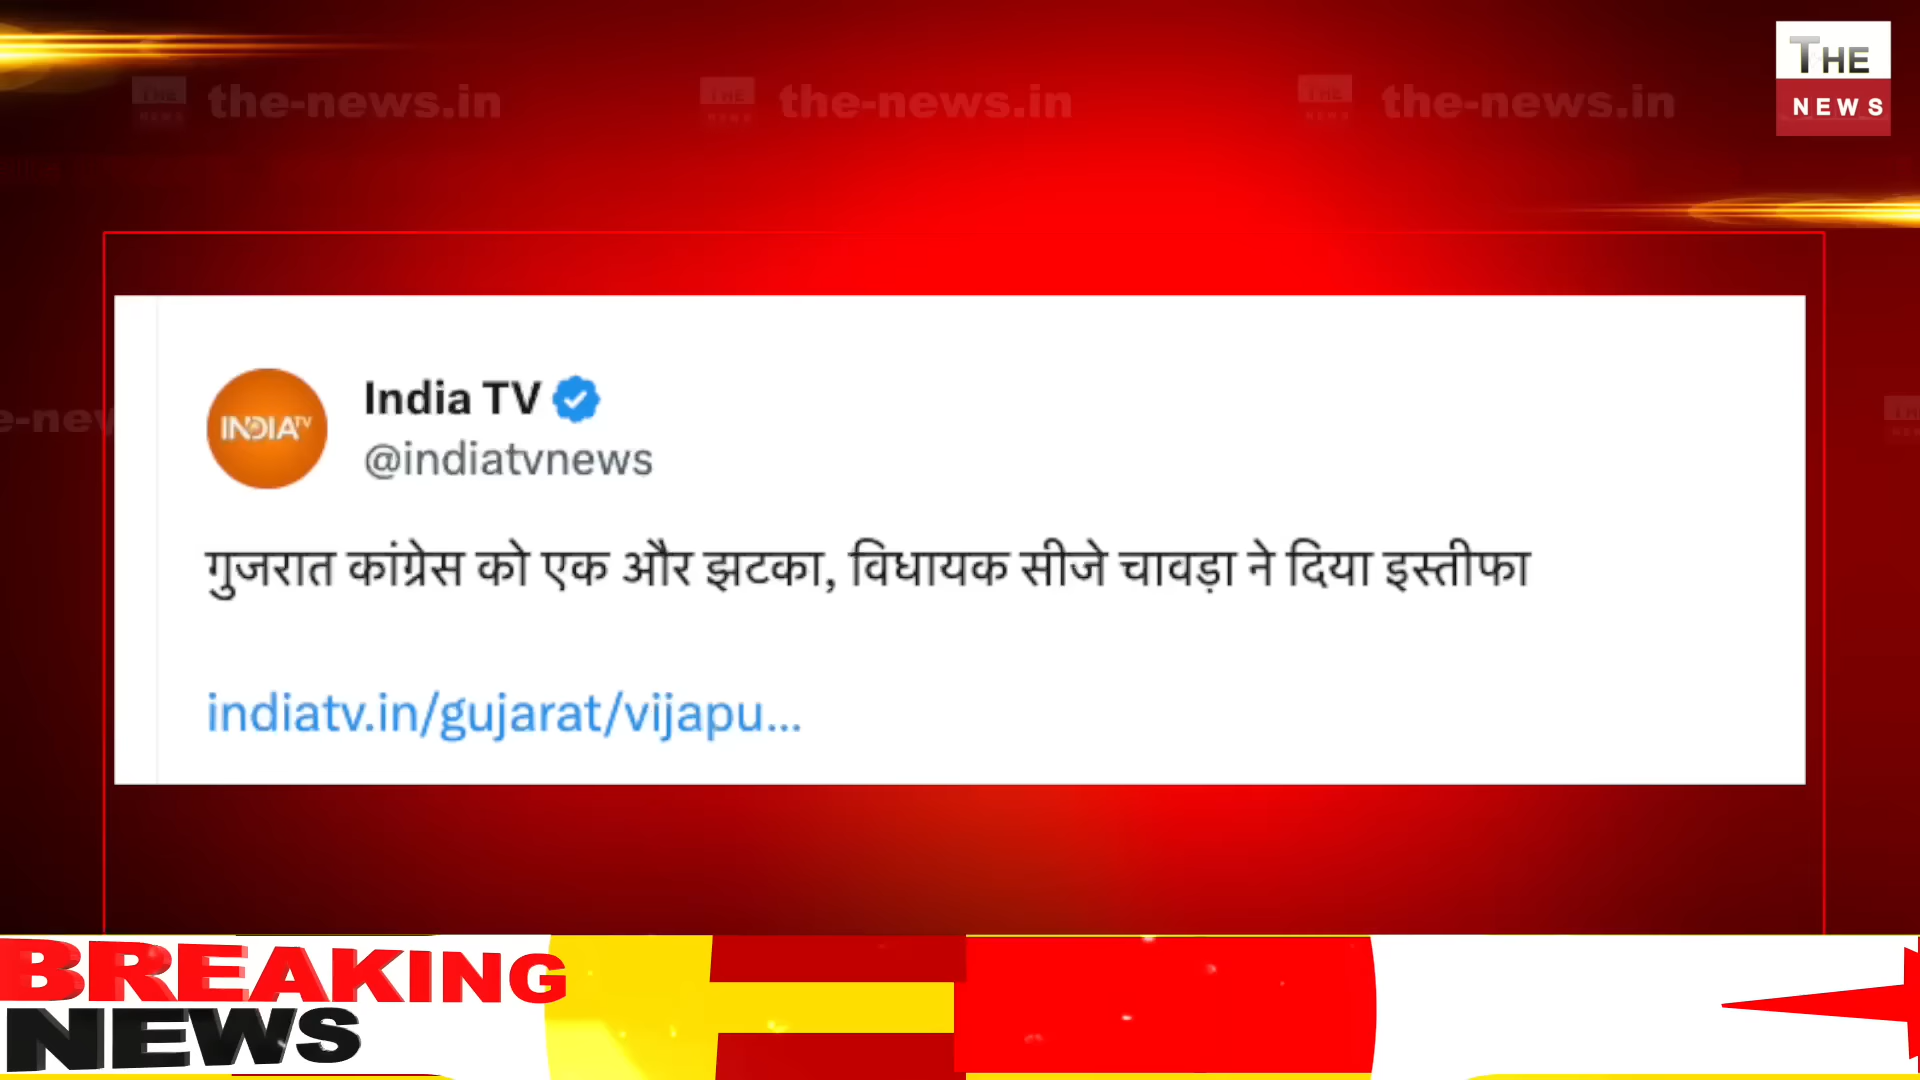 THE
NEWS
the-news.in the-news.in the-news.in
India TV
@indiatvnews
INDIATV
गुजरात कांग्रेस को एक और झटका, विधायक सीजे चावड़ा ने दिया इस्तीफा
indiatv.in/gujarat/vijapu...
BREAKING
NEWS